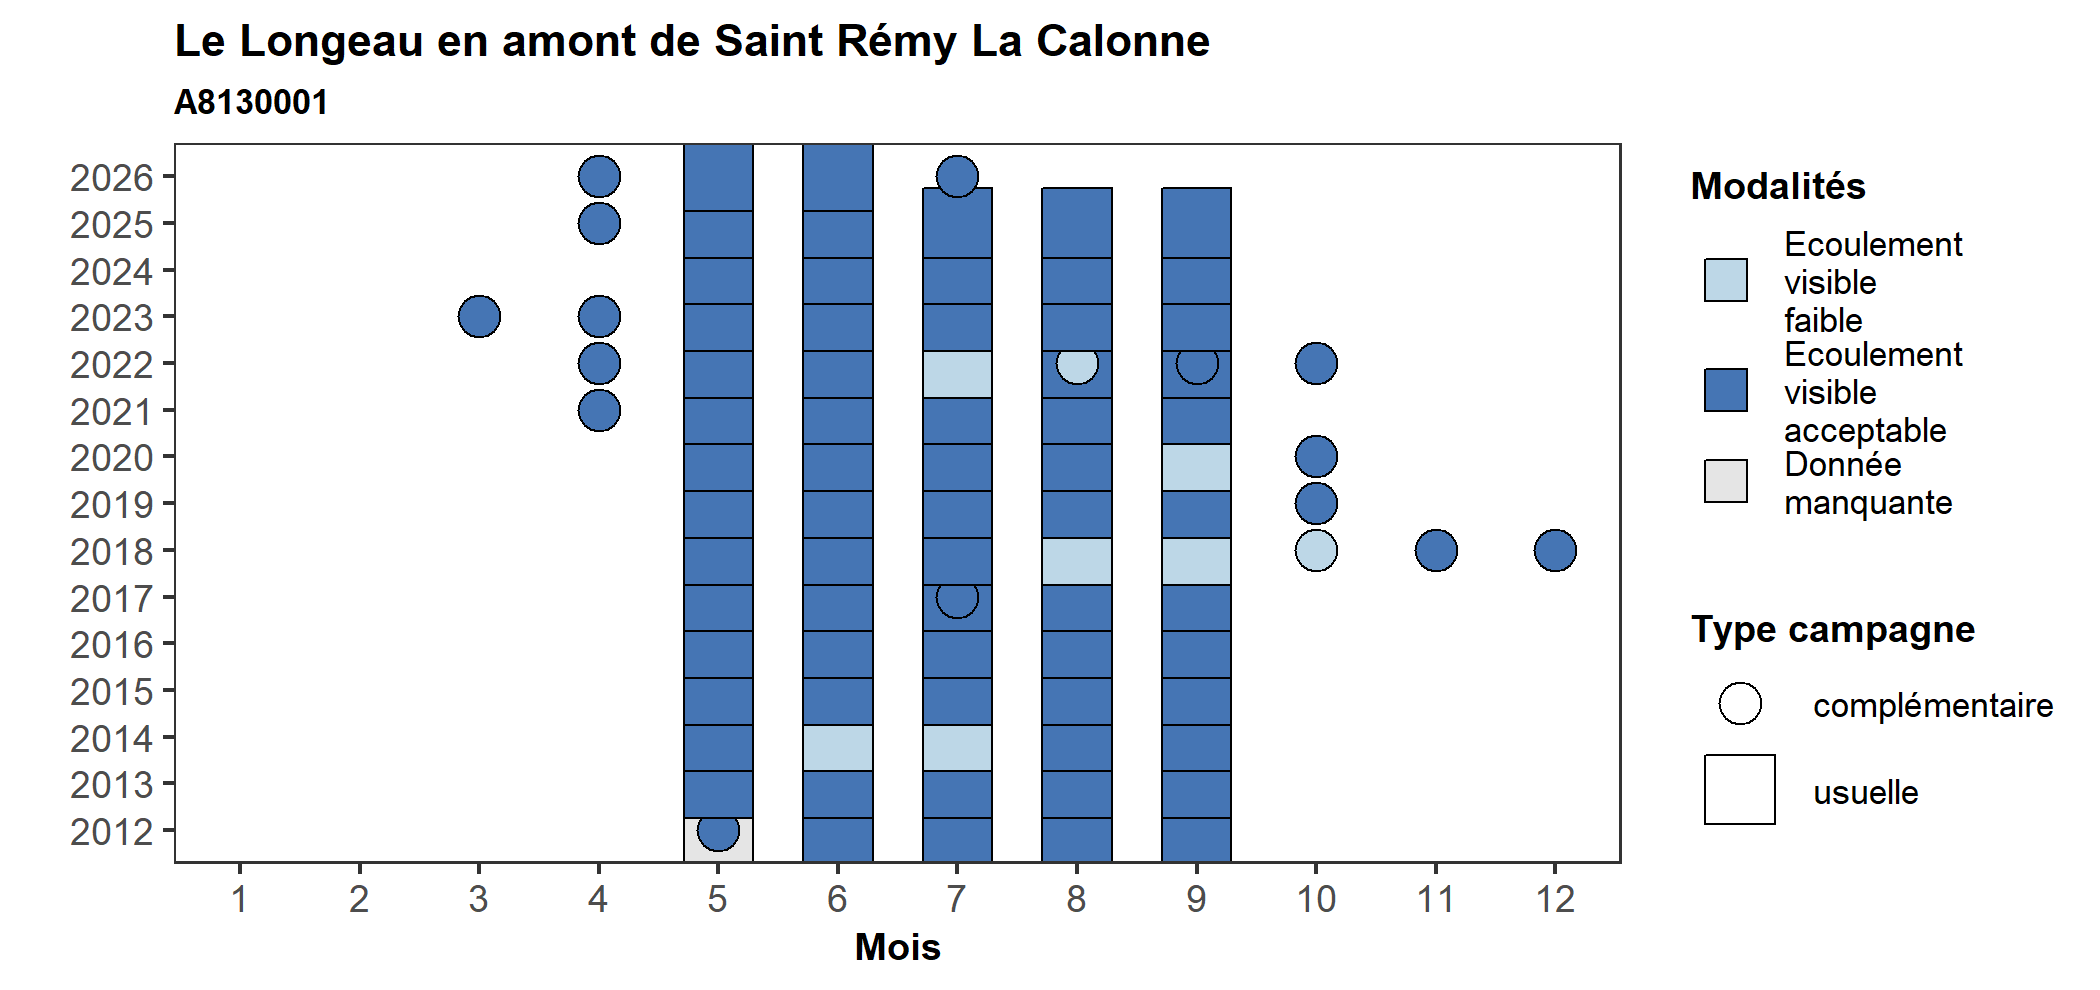 Le Longeau en amont de Saint Rémy La Calonne
A8130001
2026
2025
2024
2023
2022
2021
2020
2019
2018
2017
2016
2015
2014
2013
2012
1 2 3 4 5 6 7 8 9 10 11 12
Mois
Modalités
Ecoulement
visible
faible
Ecoulement
visible
acceptable
Donnée
manquante
Type campagne
complémentaire
usuelle